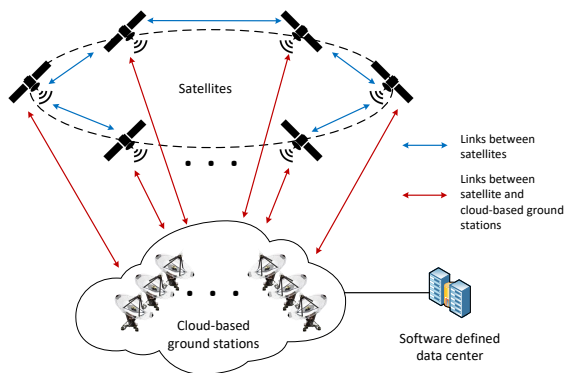 Satellites
Links between
satellites
Links between
satellite and
cloud-based ground
stations
Cloud-based
ground stations
Software defined
data center